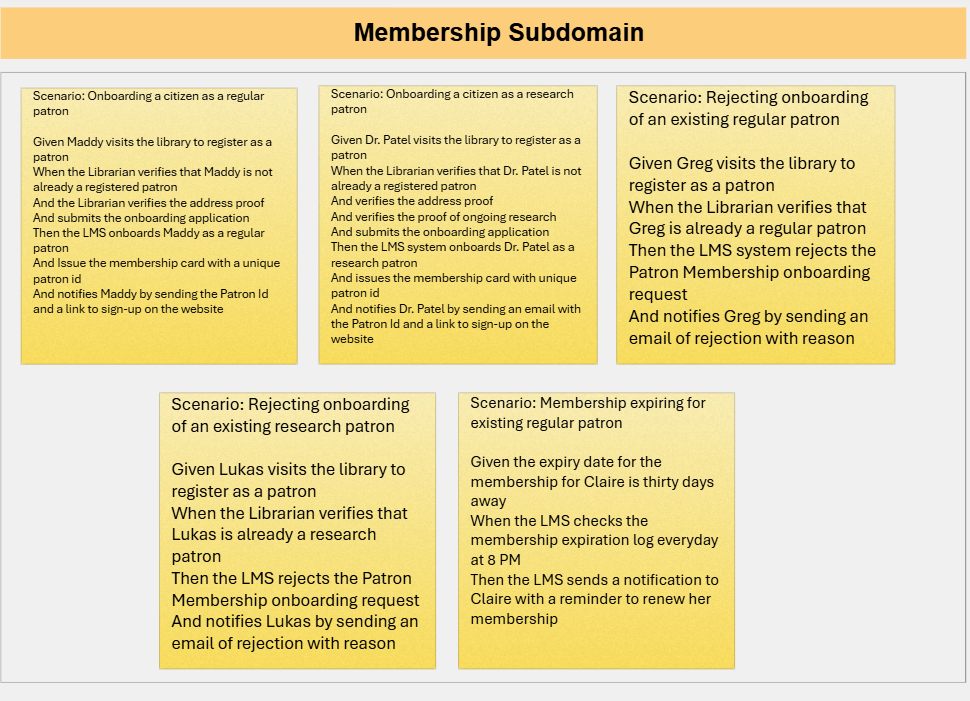 Membership Subdomain
Scenario: Onboarding a citizen as a regular
patron
Given Maddy visits the library to register as a
patron
When the Librarian verifies that Maddy is not
already a registered patron
And the Librarian verifies the address proof
And submits the onboarding application
Then the LMS onboards Maddy as a regular
patron
And Issue the membership card with a unique
patron id
And notifies Maddy by sending the Patron Id
and a link to sign-up on the website
Scenario: Onboarding a citizen as a research
patron
Given Dr. Patel visits the library to register as a
patron
When the Librarian verifies that Dr. Patel is not
already a registered patron
And verifies the address proof
And verifies the proof of ongoing research
And submits the onboarding application
Then the LMS system onboards Dr. Patel as a
research patron
And issues the membership card with unique
patron id
And notifies Dr. Patel by sending an email with
the Patron Id and a link to sign-up on the
website
Scenario: Rejecting onboarding
of an existing regular patron
Given Greg visits the library to
register as a patron
When the Librarian verifies that
Greg is already a regular patron
Then the LMS system rejects the
Patron Membership onboarding
request
And notifies Greg by sending an
email of rejection with reason
Scenario: Rejecting onboarding
of an existing research patron
Given Lukas visits the library to
register as a patron
When the Librarian verifies that
Lukas is already a research
patron
Then the LMS rejects the Patron
Membership onboarding request
And notifies Lukas by sending an
email of rejection with reason
Scenario: Membership expiring for
existing regular patron
Given the expiry date for the
membership for Claire is thirty days
away
When the LMS checks the
membership expiration log everyday
at 8 PM
Then the LMS sends a notification to
Claire with a reminder to renew her
membership